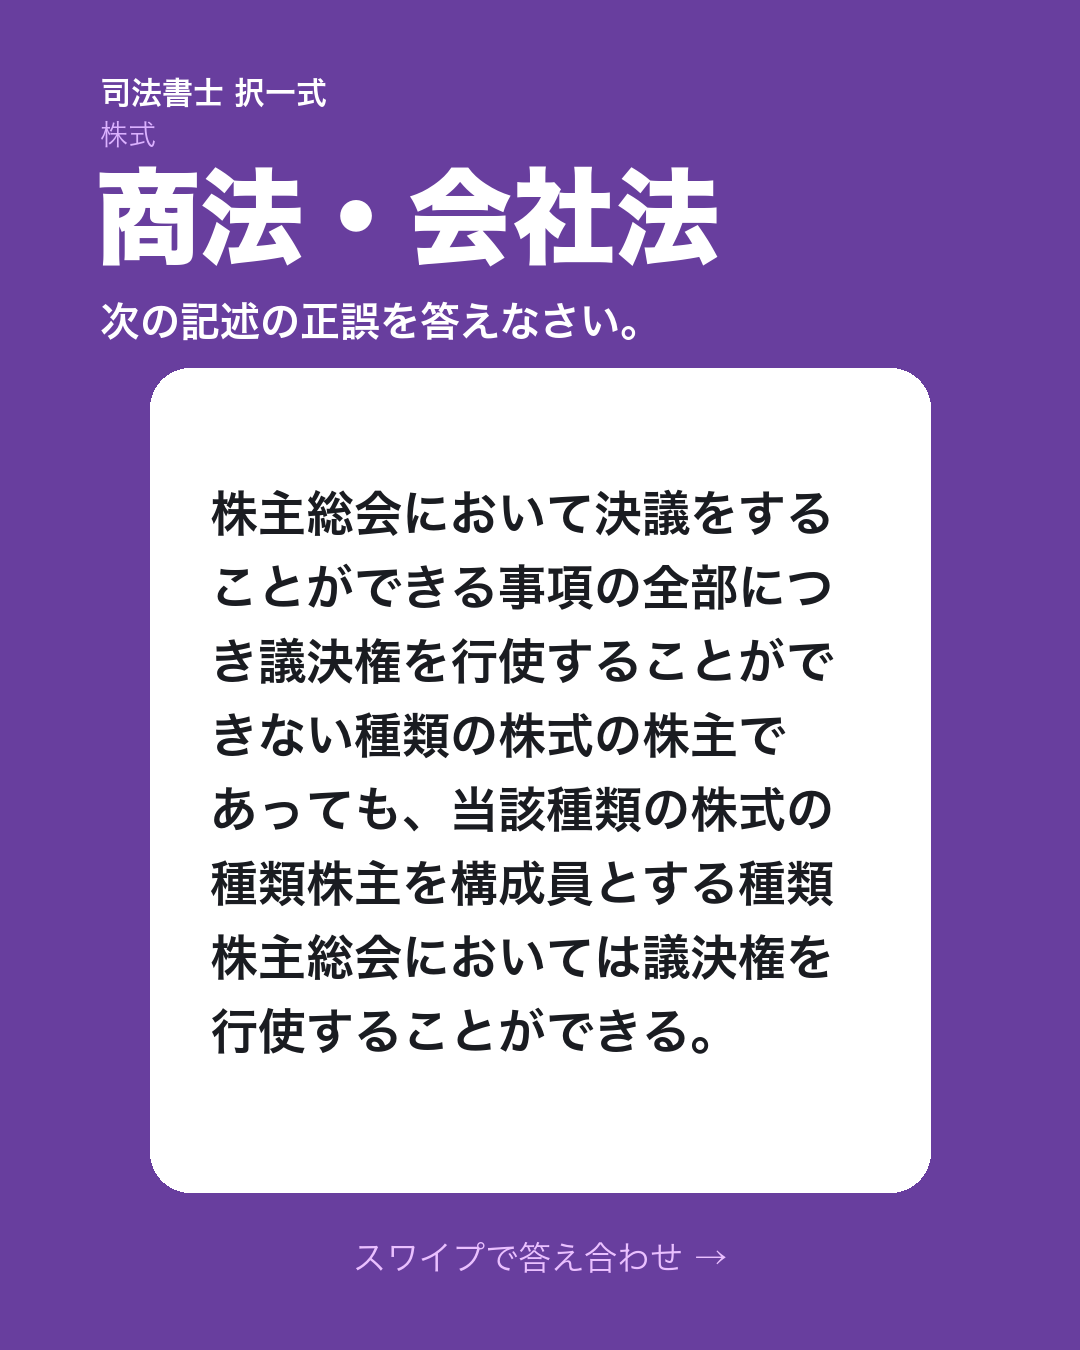 司法書士 択一式
株式
商法・会社法
次の記述の正誤を答えなさい。
株主総会において決議をする
ことができる事項の全部につ
き議決権を行使することがで
きない種類の株式の株主で
あっても、当該種類の株式の
種類株主を構成員とする種類
株主総会においては議決権を
行使することができる。
スワイプで答え合わせ →